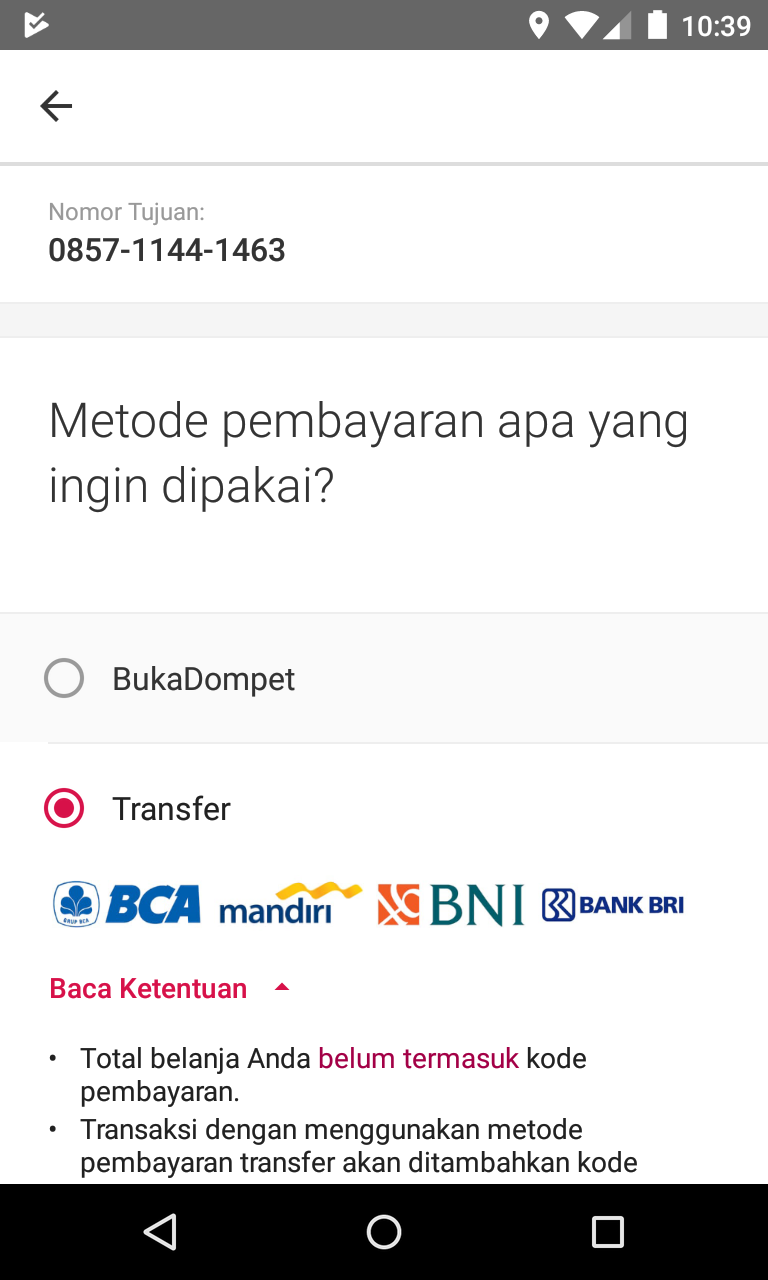 10:39
Nomor Tujuan:
0857-1144-1463
Metode pembayaran apa yang
ingin dipakai?
BukaDompet
Transfer
GRUP BCA BCA mandiri BNI BANK BRI
Baca Ketentuan
• Total belanja Anda belum termasuk kode
pembayaran.
• Transaksi dengan menggunakan metode
pembayaran transfer akan ditambahkan kode